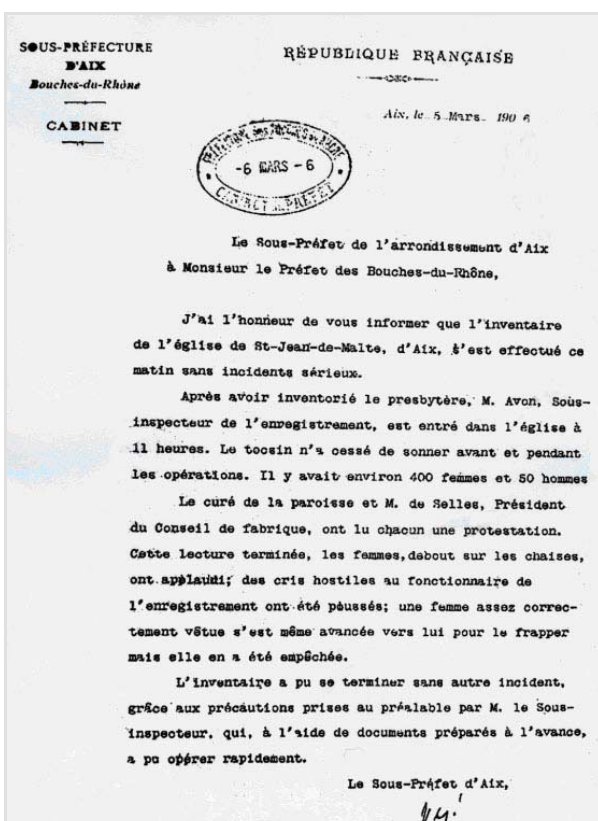 SOUS-PRÉFECTURE
D'AIX
Bouches-du-Rhône
CABINET
RÉPUBLIQUE FRANÇAISE
Aix, le 5 Mars 1906
PRÉFECTURE des BOUCHES du RHÔNE
-6 MARS -6
CABINET du PRÉFET
Le Sous-Préfet de l'arrondissement d'Aix
à Monsieur le Préfet des Bouches-du-Rhône,
J'ai l'honneur de vous informer que l'inventaire
de l'église de St-Jean-de-Malte, d'Aix, s'est effectué ce
matin sans incidents sérieux.
Après avoir inventorié le presbytère, M. Avon, Sous-
inspecteur de l'enregistrement, est entré dans l'église à
11 heures. Le tocsin n'a cessé de sonner avant et pendant
les opérations. Il y avait environ 400 femmes et 50 hommes
Le curé de la paroisse et M. de Selles, Président
du Conseil de fabrique, ont lu chacun une protestation.
Cette lecture terminée, les femmes, debout sur les chaises,
ont applaudi; des cris hostiles au fonctionnaire de
l'enregistrement ont été poussés; une femme assez correc-
tement vêtue s'est même avancée vers lui pour le frapper
mais elle en a été empêchée.
L'inventaire a pu se terminer sans autre incident,
grâce aux précautions prises au préalable par M. le Sous-
inspecteur, qui, à l'aide de documents préparés à l'avance,
a pu opérer rapidement.
Le Sous-Préfet d'Aix,